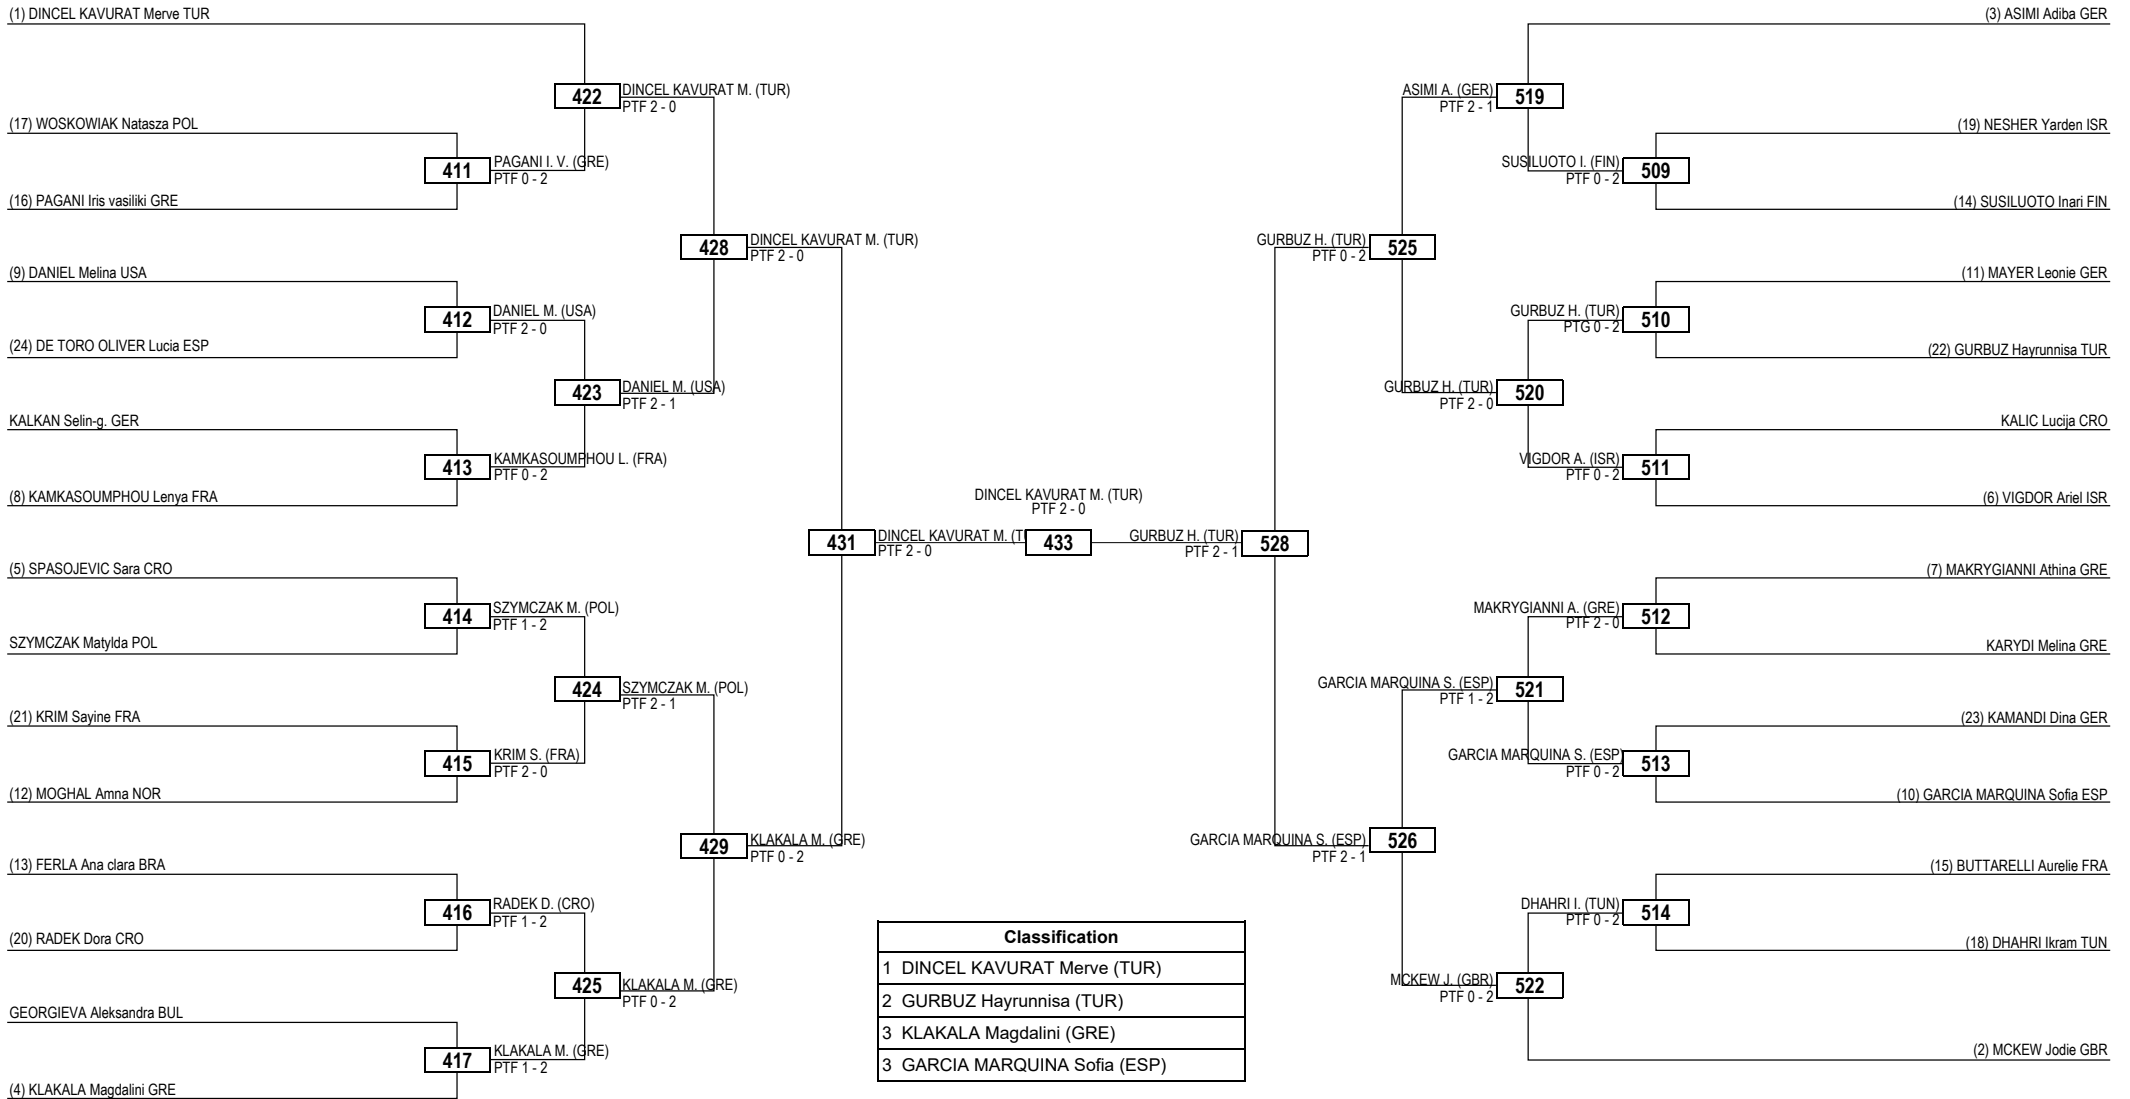 (1) DINCEL KAVURAT Merve TUR
(3) ASIMI Adiba GER
422
DINCEL KAVURAT M. (TUR)
PTF 2 - 0
ASIMI A. (GER)
PTF 2 - 1
519
(17) WOSKOWIAK Natasza POL
(19) NESHER Yarden ISR
411
PAGANI I. V. (GRE)
PTF 0 - 2
SUSILUOTO I. (FIN)
PTF 0 - 2
509
(16) PAGANI Iris vasiliki GRE
(14) SUSILUOTO Inari FIN
428
DINCEL KAVURAT M. (TUR)
PTF 2 - 0
GURBUZ H. (TUR)
PTF 0 - 2
525
(9) DANIEL Melina USA
(11) MAYER Leonie GER
412
DANIEL M. (USA)
PTF 2 - 0
GURBUZ H. (TUR)
PTG 0 - 2
510
(24) DE TORO OLIVER Lucia ESP
(22) GURBUZ Hayrunnisa TUR
423
DANIEL M. (USA)
PTF 2 - 1
GURBUZ H. (TUR)
PTF 2 - 0
520
KALKAN Selin-g. GER
KALIC Lucija CRO
413
KAMKASOUMPHOU L. (FRA)
PTF 0 - 2
VIGDOR A. (ISR)
PTF 0 - 2
511
(8) KAMKASOUMPHOU Lenya FRA
(6) VIGDOR Ariel ISR
DINCEL KAVURAT M. (TUR)
PTF 2 - 0
431
DINCEL KAVURAT M. (T
PTF 2 - 0
433
GURBUZ H. (TUR)
PTF 2 - 1
528
(5) SPASOJEVIC Sara CRO
(7) MAKRYGIANNI Athina GRE
414
SZYMCZAK M. (POL)
PTF 1 - 2
MAKRYGIANNI A. (GRE)
PTF 2 - 0
512
SZYMCZAK Matylda POL
KARYDI Melina GRE
424
SZYMCZAK M. (POL)
PTF 2 - 1
GARCIA MARQUINA S. (ESP)
PTF 1 - 2
521
(21) KRIM Sayine FRA
(23) KAMANDI Dina GER
415
KRIM S. (FRA)
PTF 2 - 0
GARCIA MARQUINA S. (ESP)
PTF 0 - 2
513
(12) MOGHAL Amna NOR
(10) GARCIA MARQUINA Sofia ESP
429
KLAKALA M. (GRE)
PTF 0 - 2
GARCIA MARQUINA S. (ESP)
PTF 2 - 1
526
(13) FERLA Ana clara BRA
(15) BUTTARELLI Aurelie FRA
416
RADEK D. (CRO)
PTF 1 - 2
DHAHRI I. (TUN)
PTF 0 - 2
514
(20) RADEK Dora CRO
(18) DHAHRI Ikram TUN
425
KLAKALA M. (GRE)
PTF 0 - 2
MCKEW J. (GBR)
PTF 0 - 2
522
GEORGIEVA Aleksandra BUL
417
KLAKALA M. (GRE)
PTF 1 - 2
(2) MCKEW Jodie GBR
(4) KLAKALA Magdalini GRE
Classification
1 DINCEL KAVURAT Merve (TUR)
2 GURBUZ Hayrunnisa (TUR)
3 KLAKALA Magdalini (GRE)
3 GARCIA MARQUINA Sofia (ESP)